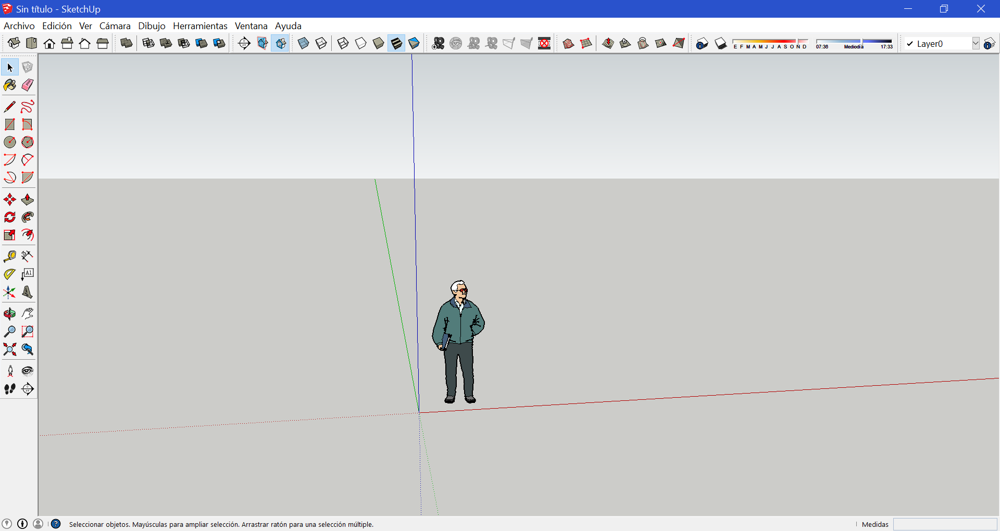 Sin título - SketchUp
Archivo Edición Ver Cámara Dibujo Herramientas Ventana Ayuda
E F M A M J J A S O N D 07:36 Mediodía 17:33 Layer0
A1
Seleccionar objetos. Mayúsculas para ampliar selección. Arrastrar ratón para una selección múltiple. Medidas